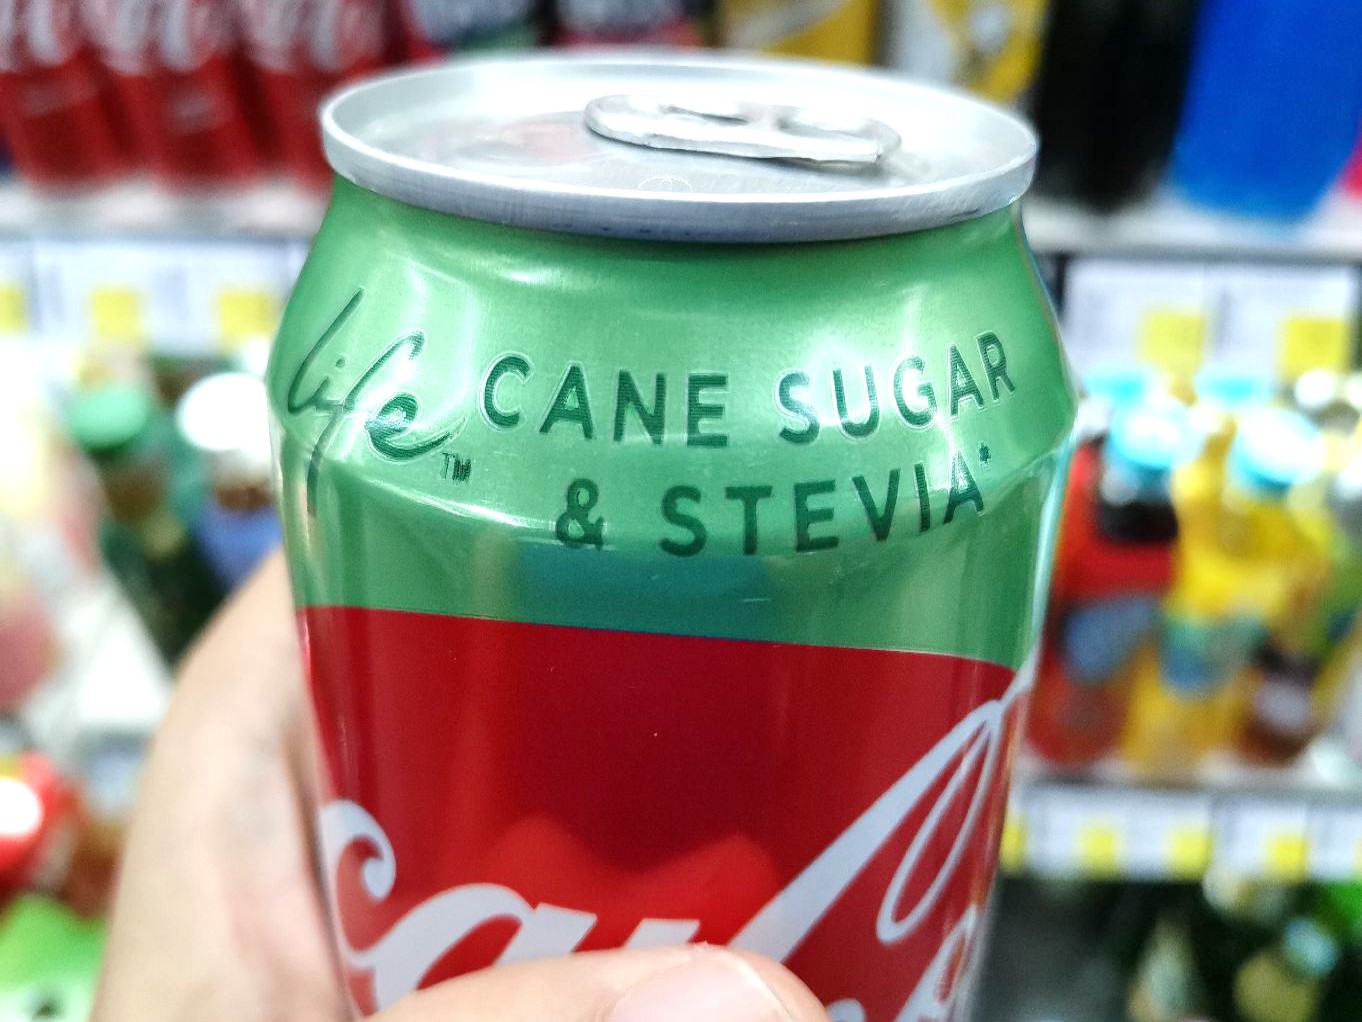 life™
CANE SUGAR
& STEVIA*